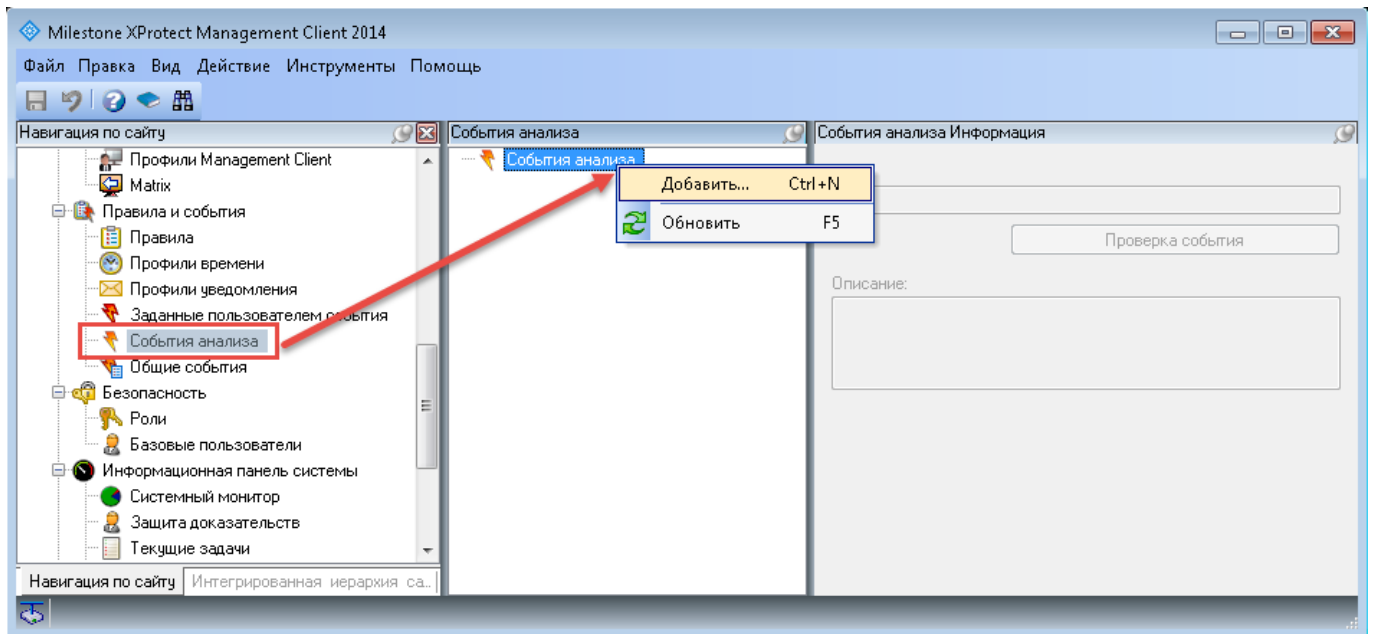 Milestone XProtect Management Client 2014
Файл Правка Вид Действие Инструменты Помощь
Навигация по сайту
Профили Management Client
Matrix
Правила и события
Правила
Профили времени
Профили уведомления
Заданные пользователем события
События анализа
Общие события
Безопасность
Роли
Базовые пользователи
Информационная панель системы
Системный монитор
Защита доказательств
Текущие задачи
Навигация по сайту Интегрированная иерархия са...
События анализа
События анализа
Добавить... Ctrl+N
Обновить F5
События анализа Информация
Проверка события
Описание: